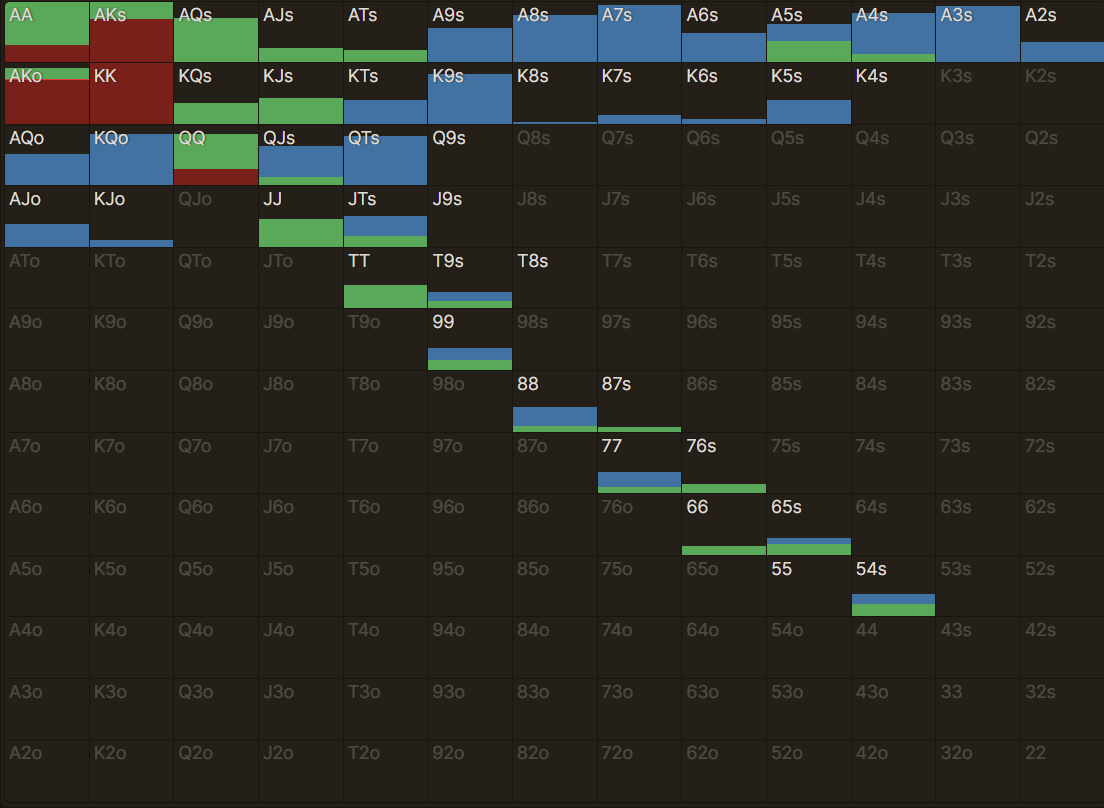 AA AKs AQs AJs ATs A9s A8s A7s A6s A5s A4s A3s A2s
AKo KK KQs KJs KTs K9s K8s K7s K6s K5s K4s K3s K2s
AQo KQo QQ QJs QTs Q9s Q8s Q7s Q6s Q5s Q4s Q3s Q2s
AJo KJo QJo JJ JTs J9s J8s J7s J6s J5s J4s J3s J2s
ATo KTo QTo JTo TT T9s T8s T7s T6s T5s T4s T3s T2s
A9o K9o Q9o J9o T9o 99 98s 97s 96s 95s 94s 93s 92s
A8o K8o Q8o J8o T8o 98o 88 87s 86s 85s 84s 83s 82s
A7o K7o Q7o J7o T7o 97o 87o 77 76s 75s 74s 73s 72s
A6o K6o Q6o J6o T6o 96o 86o 76o 66 65s 64s 63s 62s
A5o K5o Q5o J5o T5o 95o 85o 75o 65o 55 54s 53s 52s
A4o K4o Q4o J4o T4o 94o 84o 74o 64o 54o 44 43s 42s
A3o K3o Q3o J3o T3o 93o 83o 73o 63o 53o 43o 33 32s
A2o K2o Q2o J2o T2o 92o 82o 72o 62o 52o 42o 32o 22